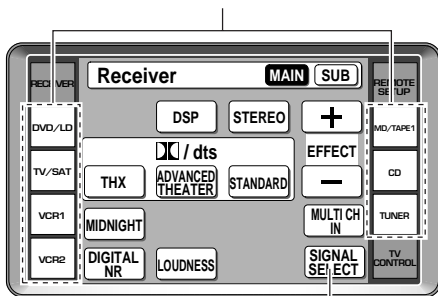 RECEIVER
Receiver
MAIN
SUB
REMOTE
SETUP
DVD/LD
DSP
STEREO
+
MD/TAPE1
/ dts
EFFECT
TV/SAT
THX
ADVANCED
THEATER
STANDARD
−
CD
VCR1
MIDNIGHT
MULTI CH
IN
TUNER
VCR2
DIGITAL
NR
LOUDNESS
SIGNAL
SELECT
TV
CONTROL